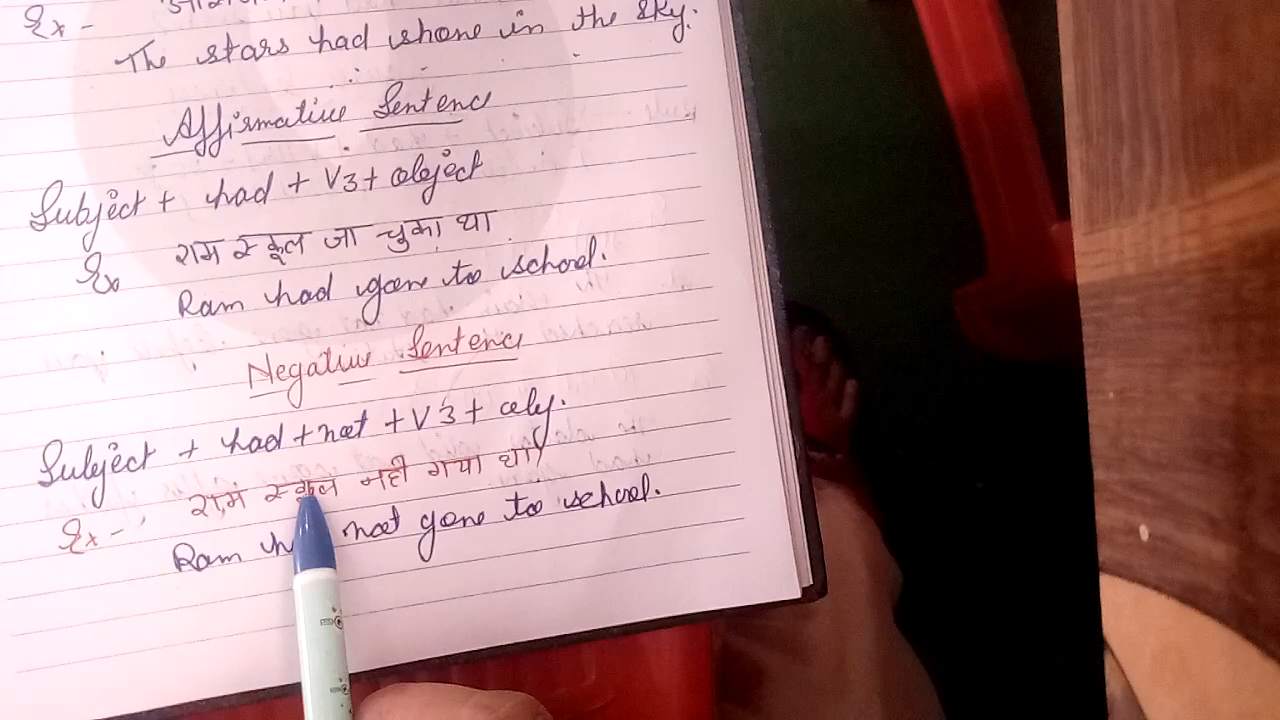 Ex -
The stars had shone in the sky.
Affirmative Sentence
Subject + had + V3 + object
राम स्कूल जा चुका था
Ex
Ram had gone to school.
Negative Sentence
Subject + had + not + V3 + obj.
राम स्कूल नही गया था
Ex -
Ram not gone to school.